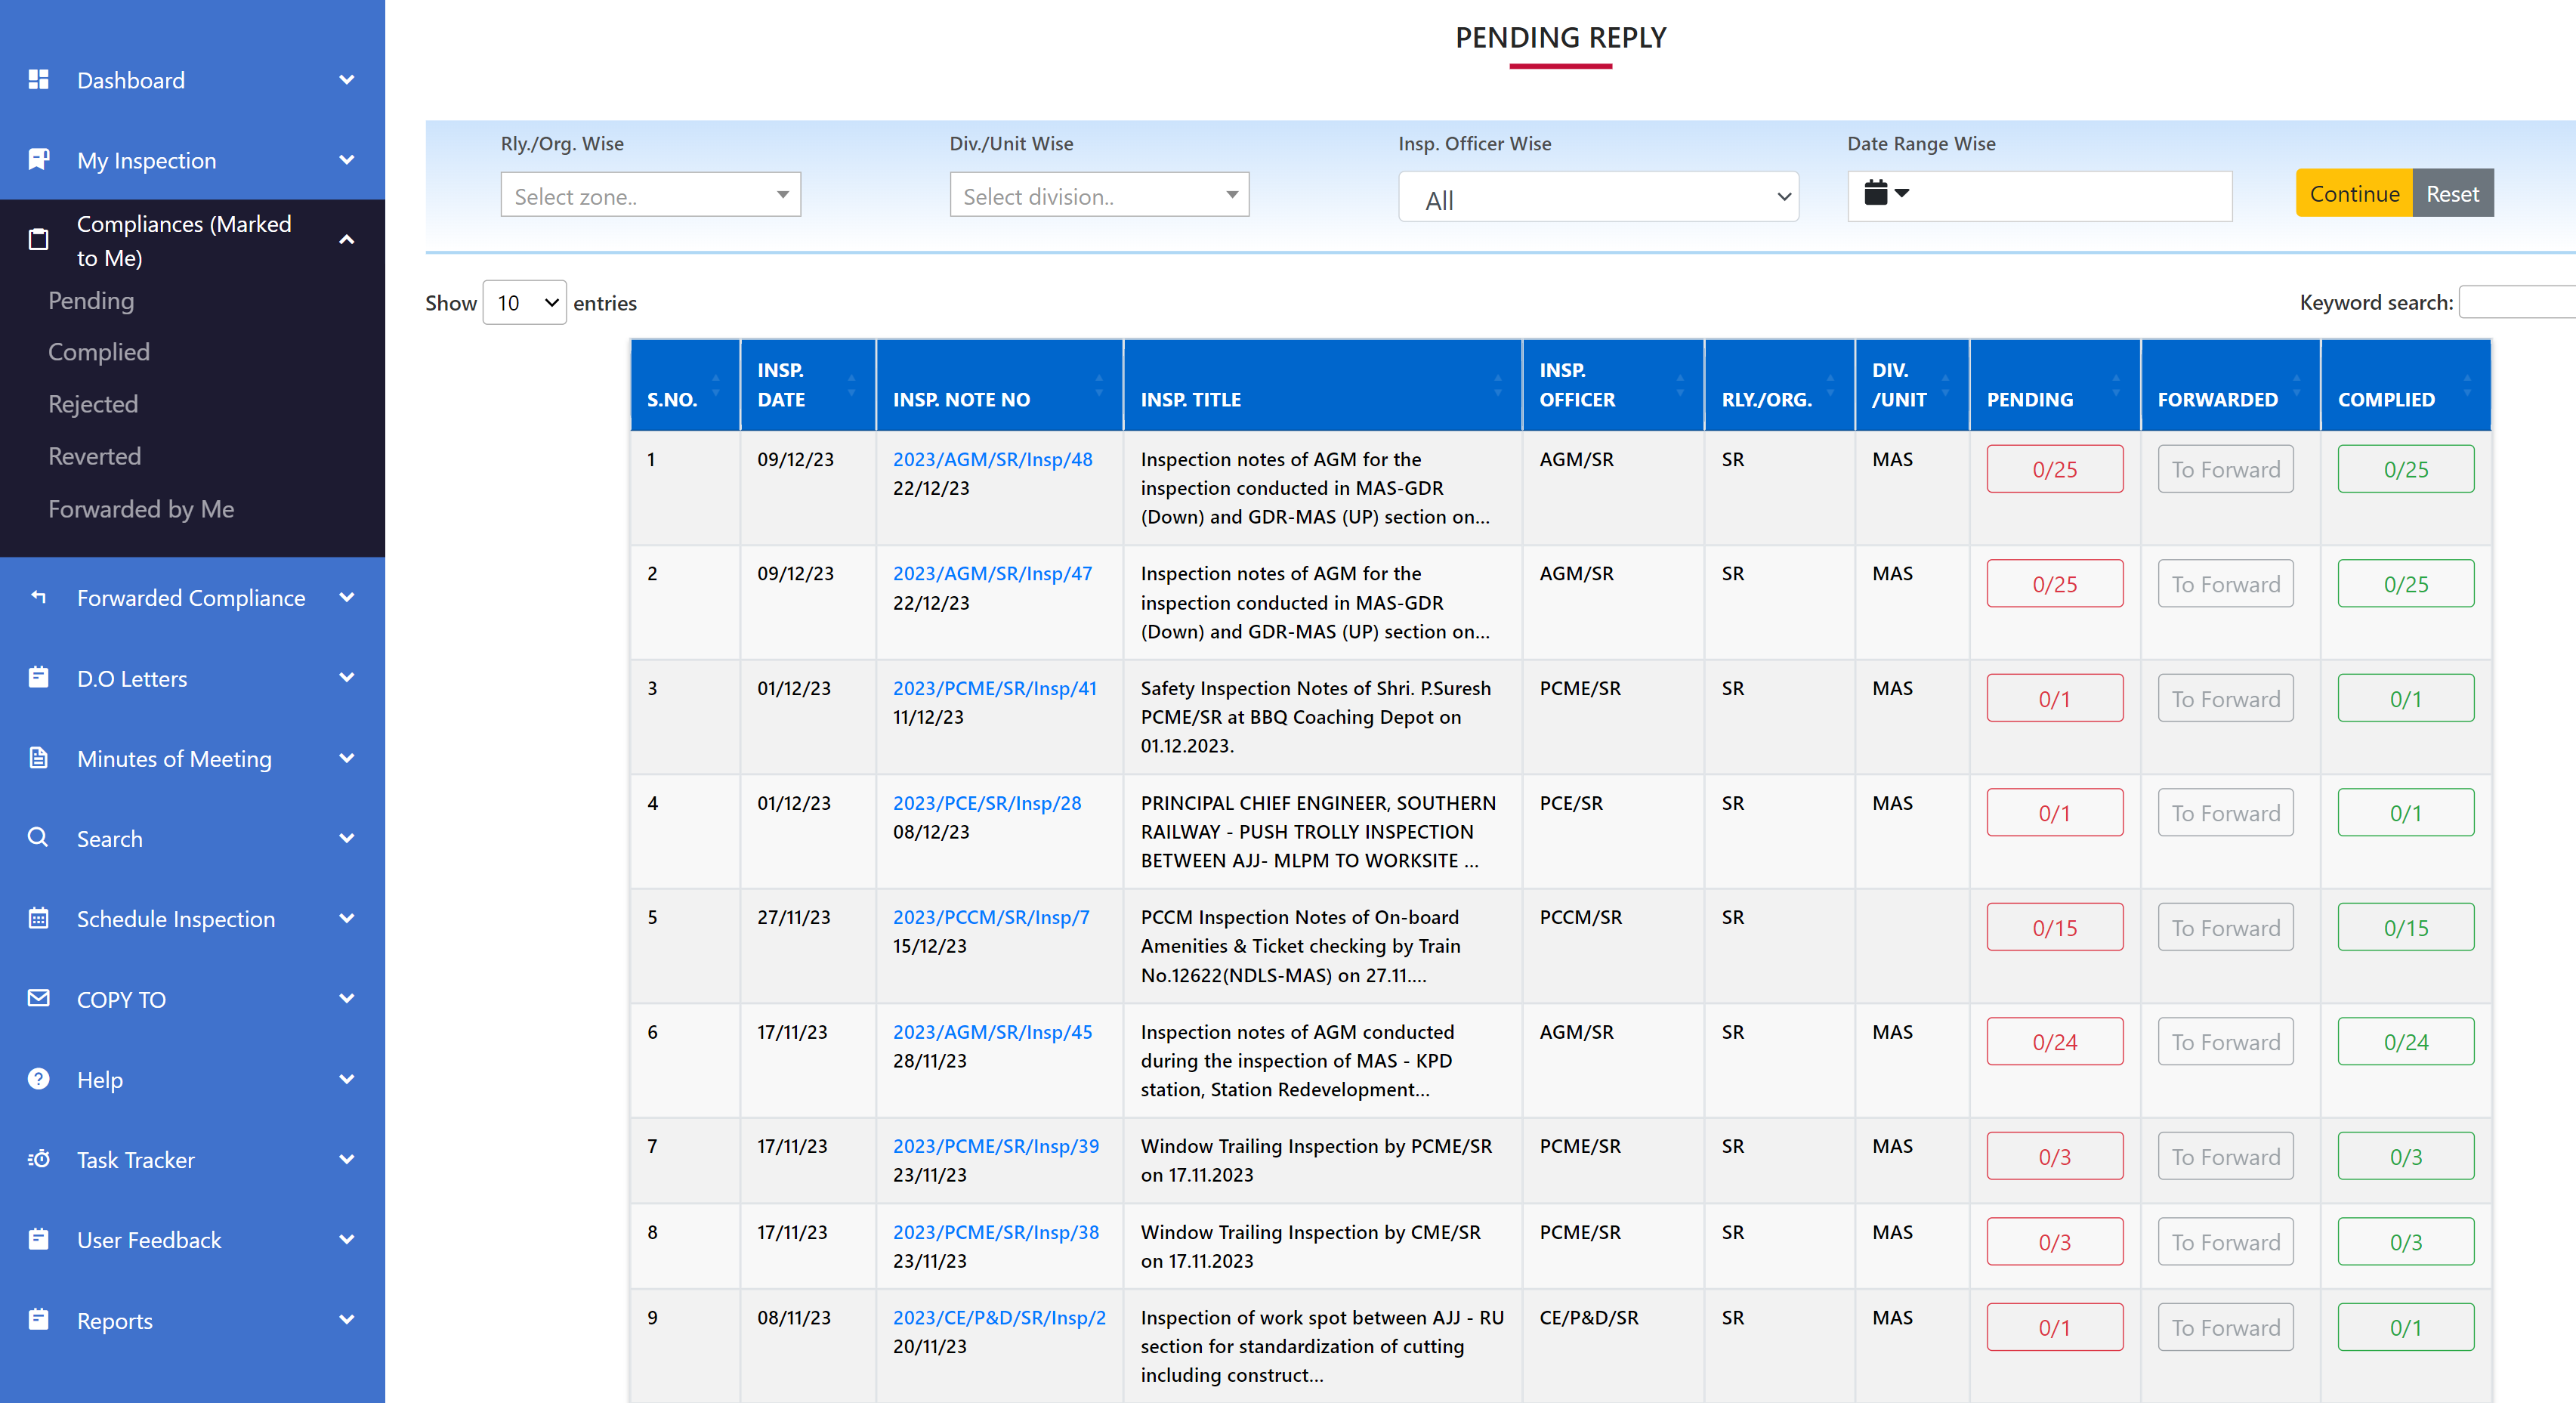 Dashboard
My Inspection
Compliances (Marked
to Me)
Pending
Complied
Rejected
Reverted
Forwarded by Me
Forwarded Compliance
D.O Letters
Minutes of Meeting
Search
Schedule Inspection
COPY TO
Help
Task Tracker
User Feedback
Reports
PENDING REPLY
Rly./Org. Wise
Div./Unit Wise
Insp. Officer Wise
Date Range Wise
Select zone..
Select division..
All
Continue
Reset
Show 10 entries
Keyword search:
S.NO.
INSP.
DATE
INSP. NOTE NO
INSP. TITLE
INSP.
OFFICER
RLY./ORG.
DIV.
/UNIT
PENDING
FORWARDED
COMPLIED
1
09/12/23
2023/AGM/SR/Insp/48
22/12/23
Inspection notes of AGM for the
inspection conducted in MAS-GDR
(Down) and GDR-MAS (UP) section on...
AGM/SR
SR
MAS
0/25
To Forward
0/25
2
09/12/23
2023/AGM/SR/Insp/47
22/12/23
Inspection notes of AGM for the
inspection conducted in MAS-GDR
(Down) and GDR-MAS (UP) section on...
AGM/SR
SR
MAS
0/25
To Forward
0/25
3
01/12/23
2023/PCME/SR/Insp/41
11/12/23
Safety Inspection Notes of Shri. P.Suresh
PCME/SR at BBQ Coaching Depot on
01.12.2023.
PCME/SR
SR
MAS
0/1
To Forward
0/1
4
01/12/23
2023/PCE/SR/Insp/28
08/12/23
PRINCIPAL CHIEF ENGINEER, SOUTHERN
RAILWAY - PUSH TROLLY INSPECTION
BETWEEN AJJ- MLPM TO WORKSITE ...
PCE/SR
SR
MAS
0/1
To Forward
0/1
5
27/11/23
2023/PCCM/SR/Insp/7
15/12/23
PCCM Inspection Notes of On-board
Amenities & Ticket checking by Train
No.12622(NDLS-MAS) on 27.11....
PCCM/SR
SR
0/15
To Forward
0/15
6
17/11/23
2023/AGM/SR/Insp/45
28/11/23
Inspection notes of AGM conducted
during the inspection of MAS - KPD
station, Station Redevelopment...
AGM/SR
SR
MAS
0/24
To Forward
0/24
7
17/11/23
2023/PCME/SR/Insp/39
23/11/23
Window Trailing Inspection by PCME/SR
on 17.11.2023
PCME/SR
SR
MAS
0/3
To Forward
0/3
8
17/11/23
2023/PCME/SR/Insp/38
23/11/23
Window Trailing Inspection by CME/SR
on 17.11.2023
PCME/SR
SR
MAS
0/3
To Forward
0/3
9
08/11/23
2023/CE/P&D/SR/Insp/2
20/11/23
Inspection of work spot between AJJ - RU
section for standardization of cutting
including construct...
CE/P&D/SR
SR
MAS
0/1
To Forward
0/1